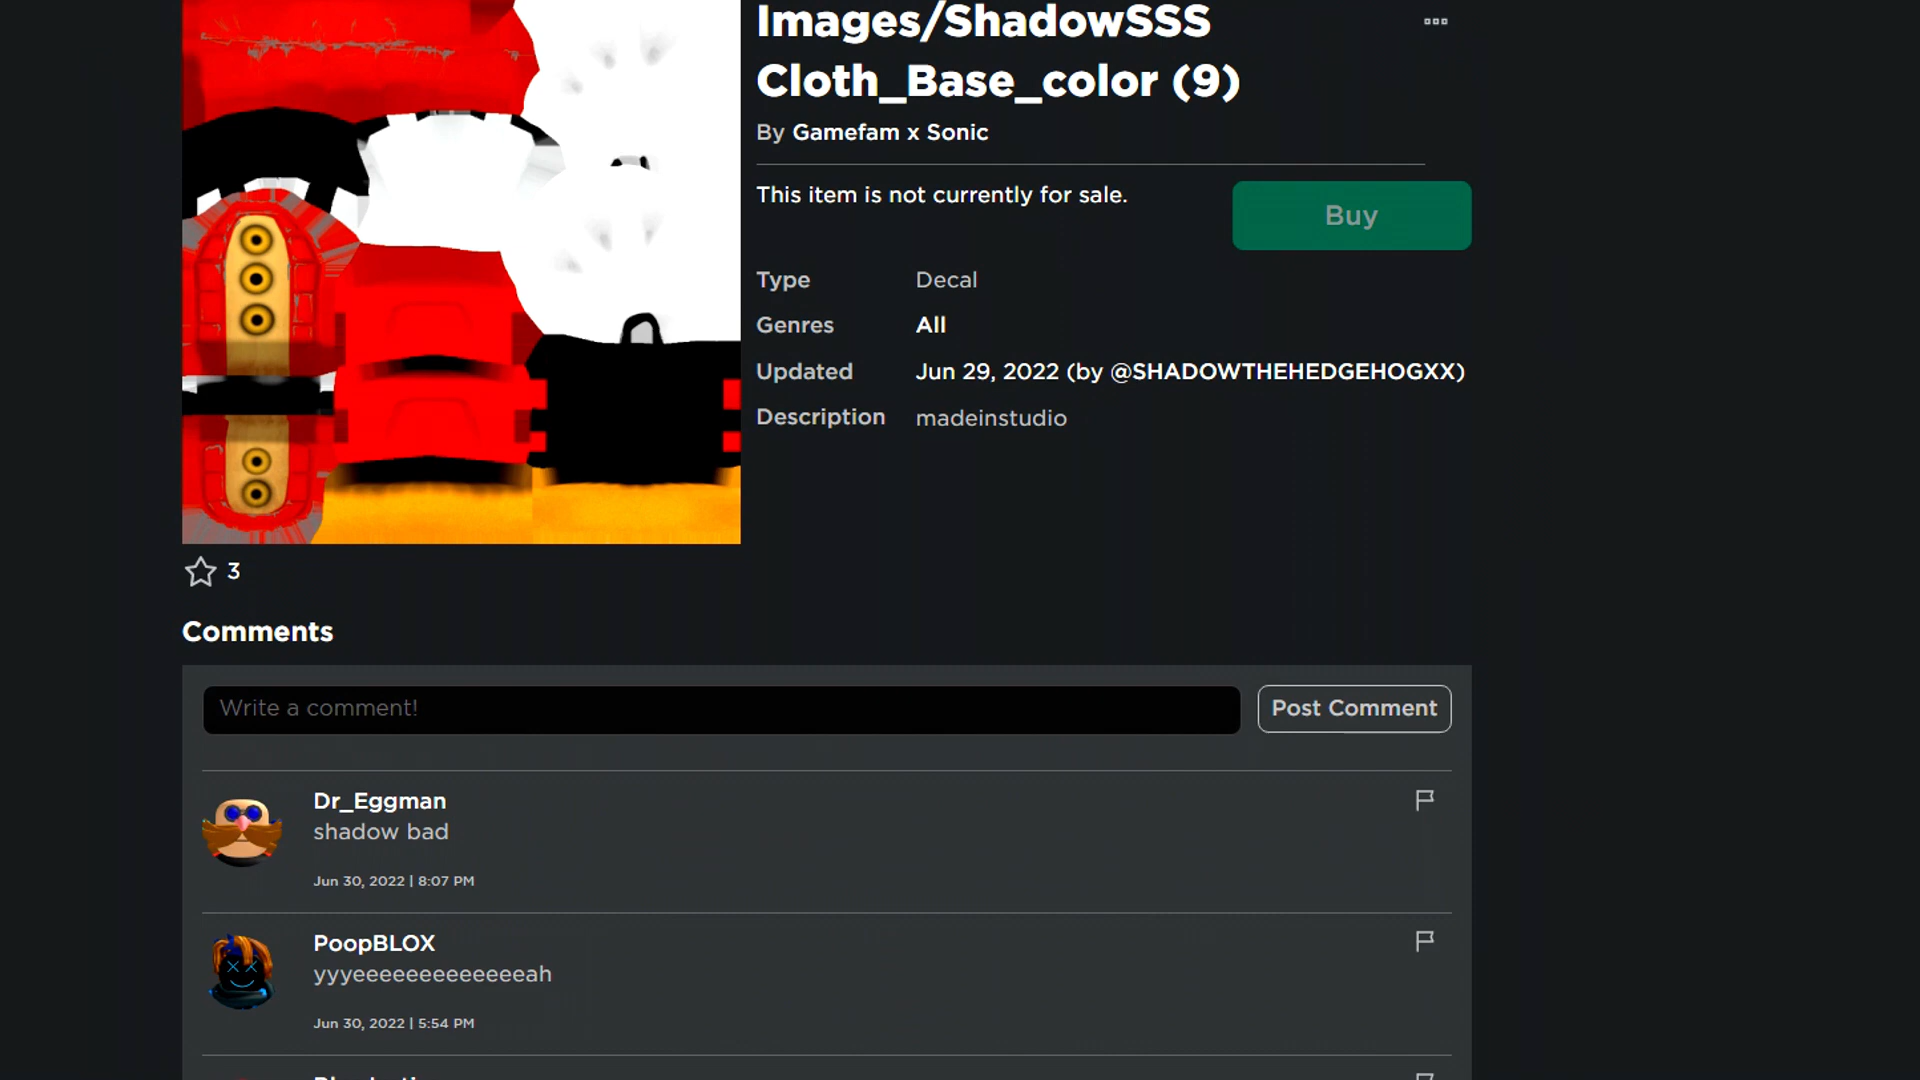 Images/ShadowSSS
Cloth_Base_color (9)
By Gamefam x Sonic
This item is not currently for sale.
Buy
Type Decal
Genres All
Updated Jun 29, 2022 (by @SHADOWTHEHEDGEHOGXX)
Description madeinstudio
3
Comments
Write a comment!
Post Comment
Dr_Eggman
shadow bad
Jun 30, 2022 | 8:07 PM
PoopBLOX
yyyeeeeeeeeeeeeeah
Jun 30, 2022 | 5:54 PM